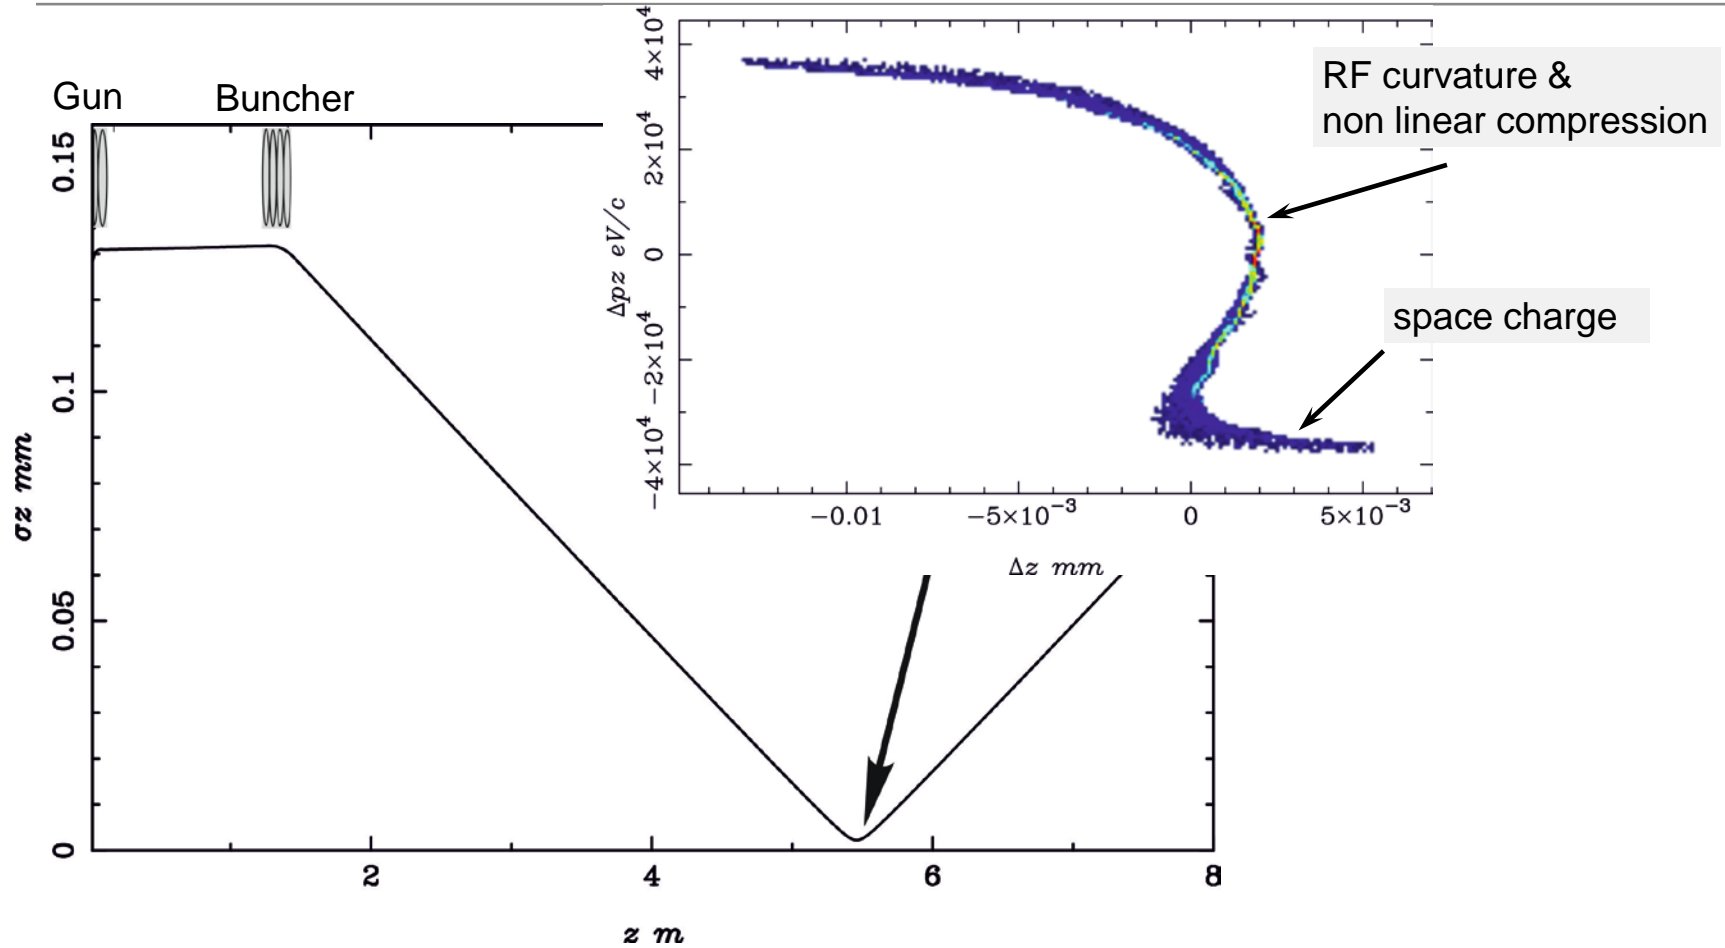 Gun
Buncher
RF curvature &
non linear compression
space charge
Δpz eV/c
4×10⁴
2×10⁴
0
−2×10⁴
−4×10⁴
−0.01
−5×10⁻³
0
5×10⁻³
Δz mm
σz mm
0.15
0.1
0.05
0
2
4
6
8
z m